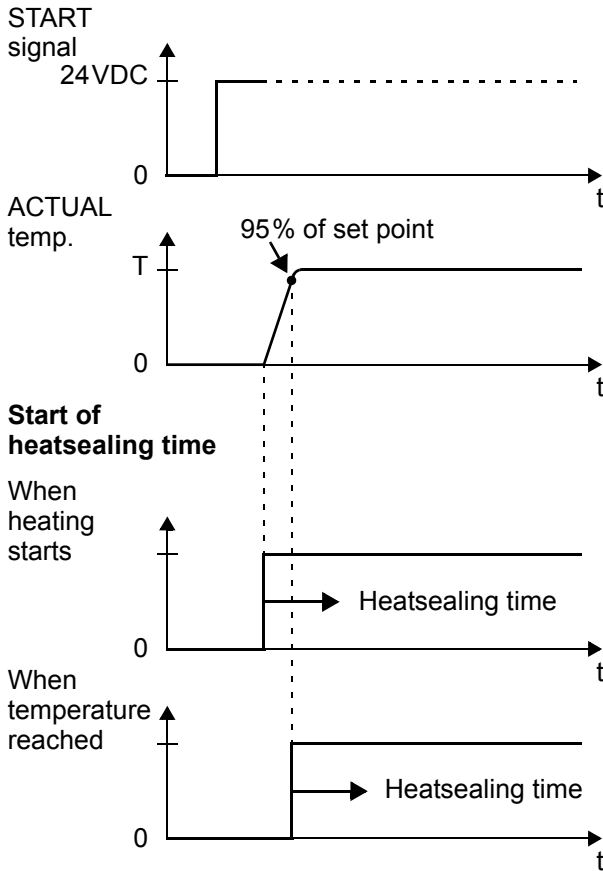 START
signal
24VDC
0
t
ACTUAL
temp.
95% of set point
T
0
t
Start of
heatsealing time
When
heating
starts
Heatsealing time
0
t
When
temperature
reached
Heatsealing time
0
t